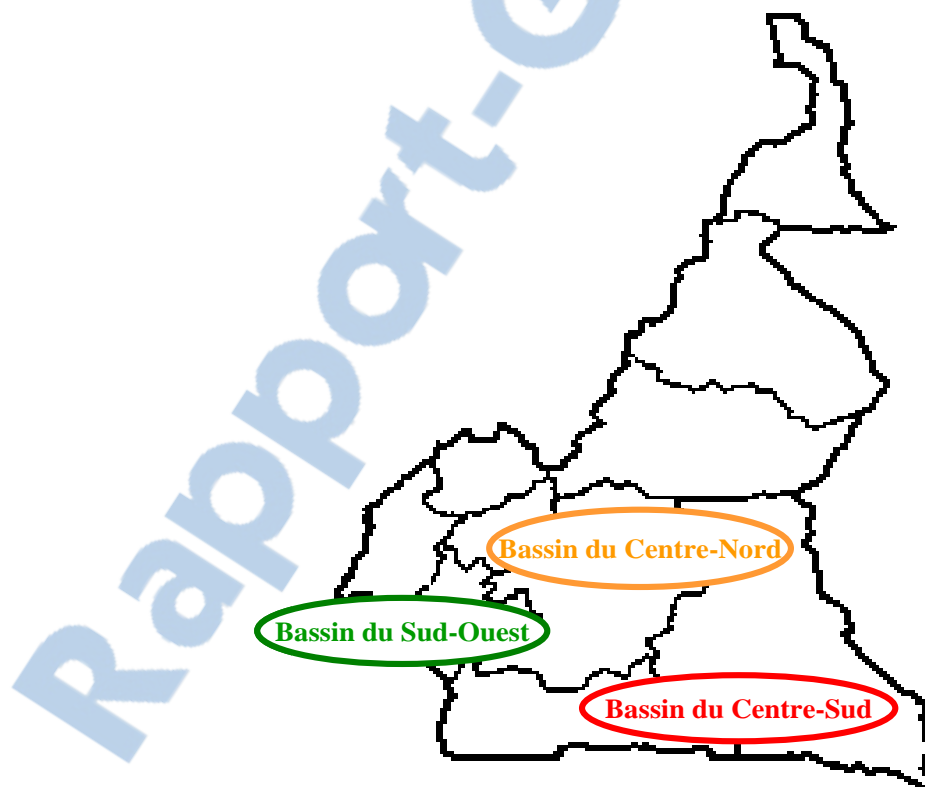 Rapport-G
Bassin du Centre-Nord
Bassin du Sud-Ouest
Bassin du Centre-Sud